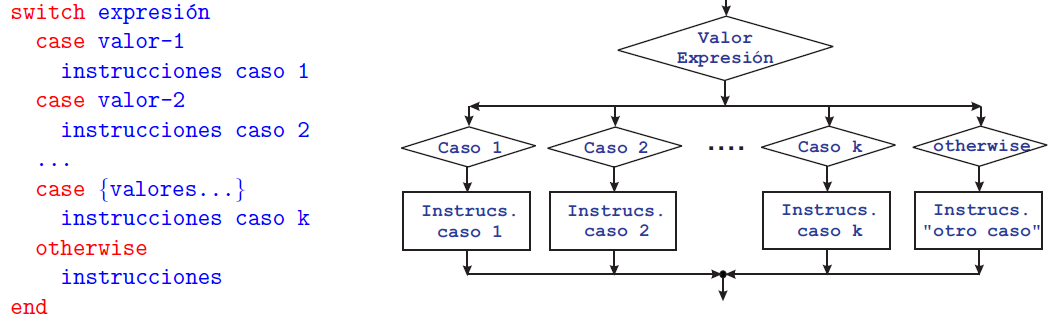 switch expresión
case valor-1
instrucciones caso 1
case valor-2
instrucciones caso 2
...
case {valores...}
instrucciones caso k
otherwise
instrucciones
end
Valor
Expresión
Caso 1
Caso 2
....
Caso k
otherwise
Instrucs.
caso 1
Instrucs.
caso 2
Instrucs.
caso k
Instrucs.
"otro caso"